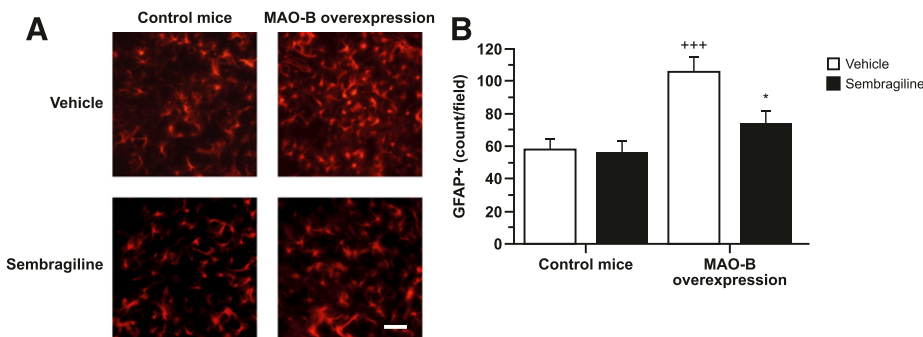 A
Control mice
MAO-B overexpression
Vehicle
Sembragiline
B
GFAP+ (count/field)
120
100
80
60
40
20
0
+++
*
Control mice
MAO-B
overexpression
Vehicle
Sembragiline